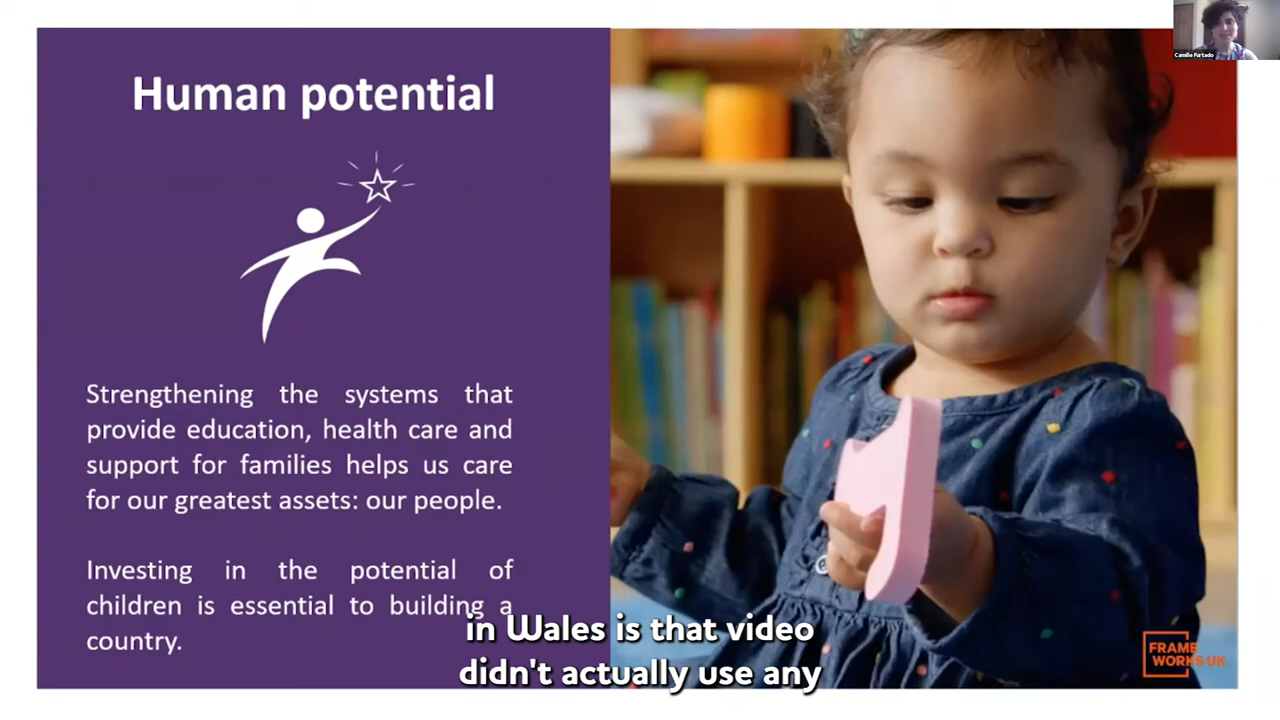 Camille Furtado
Human potential
Strengthening the systems that
provide education, health care and
support for families helps us care
for our greatest assets: our people.
Investing in the potential of
children is essential to building a
country.
in Wales is that video
didn't actually use any
FRAME
WORKS UK